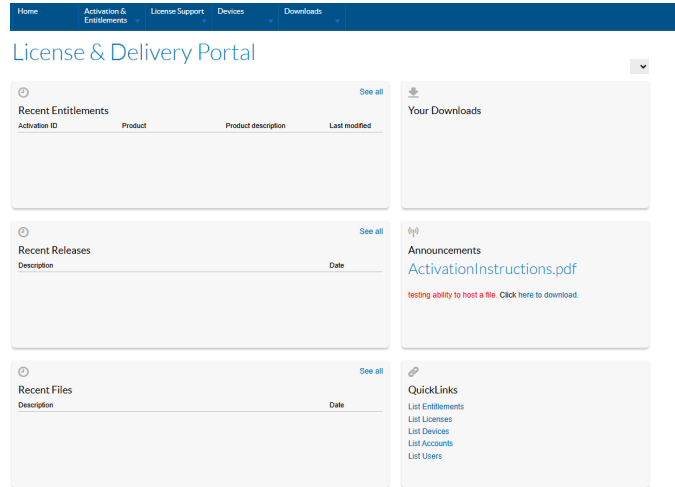 Home
Activation &
Entitlements
License Support
Devices
Downloads
License & Delivery Portal
See all
Recent Entitlements
Activation ID Product Product description Last modified
Your Downloads
See all
Recent Releases
Description Date
Announcements
ActivationInstructions.pdf
testing ability to host a file. Click here to download.
See all
Recent Files
Description Date
QuickLinks
List Entitlements
List Licenses
List Devices
List Accounts
List Users